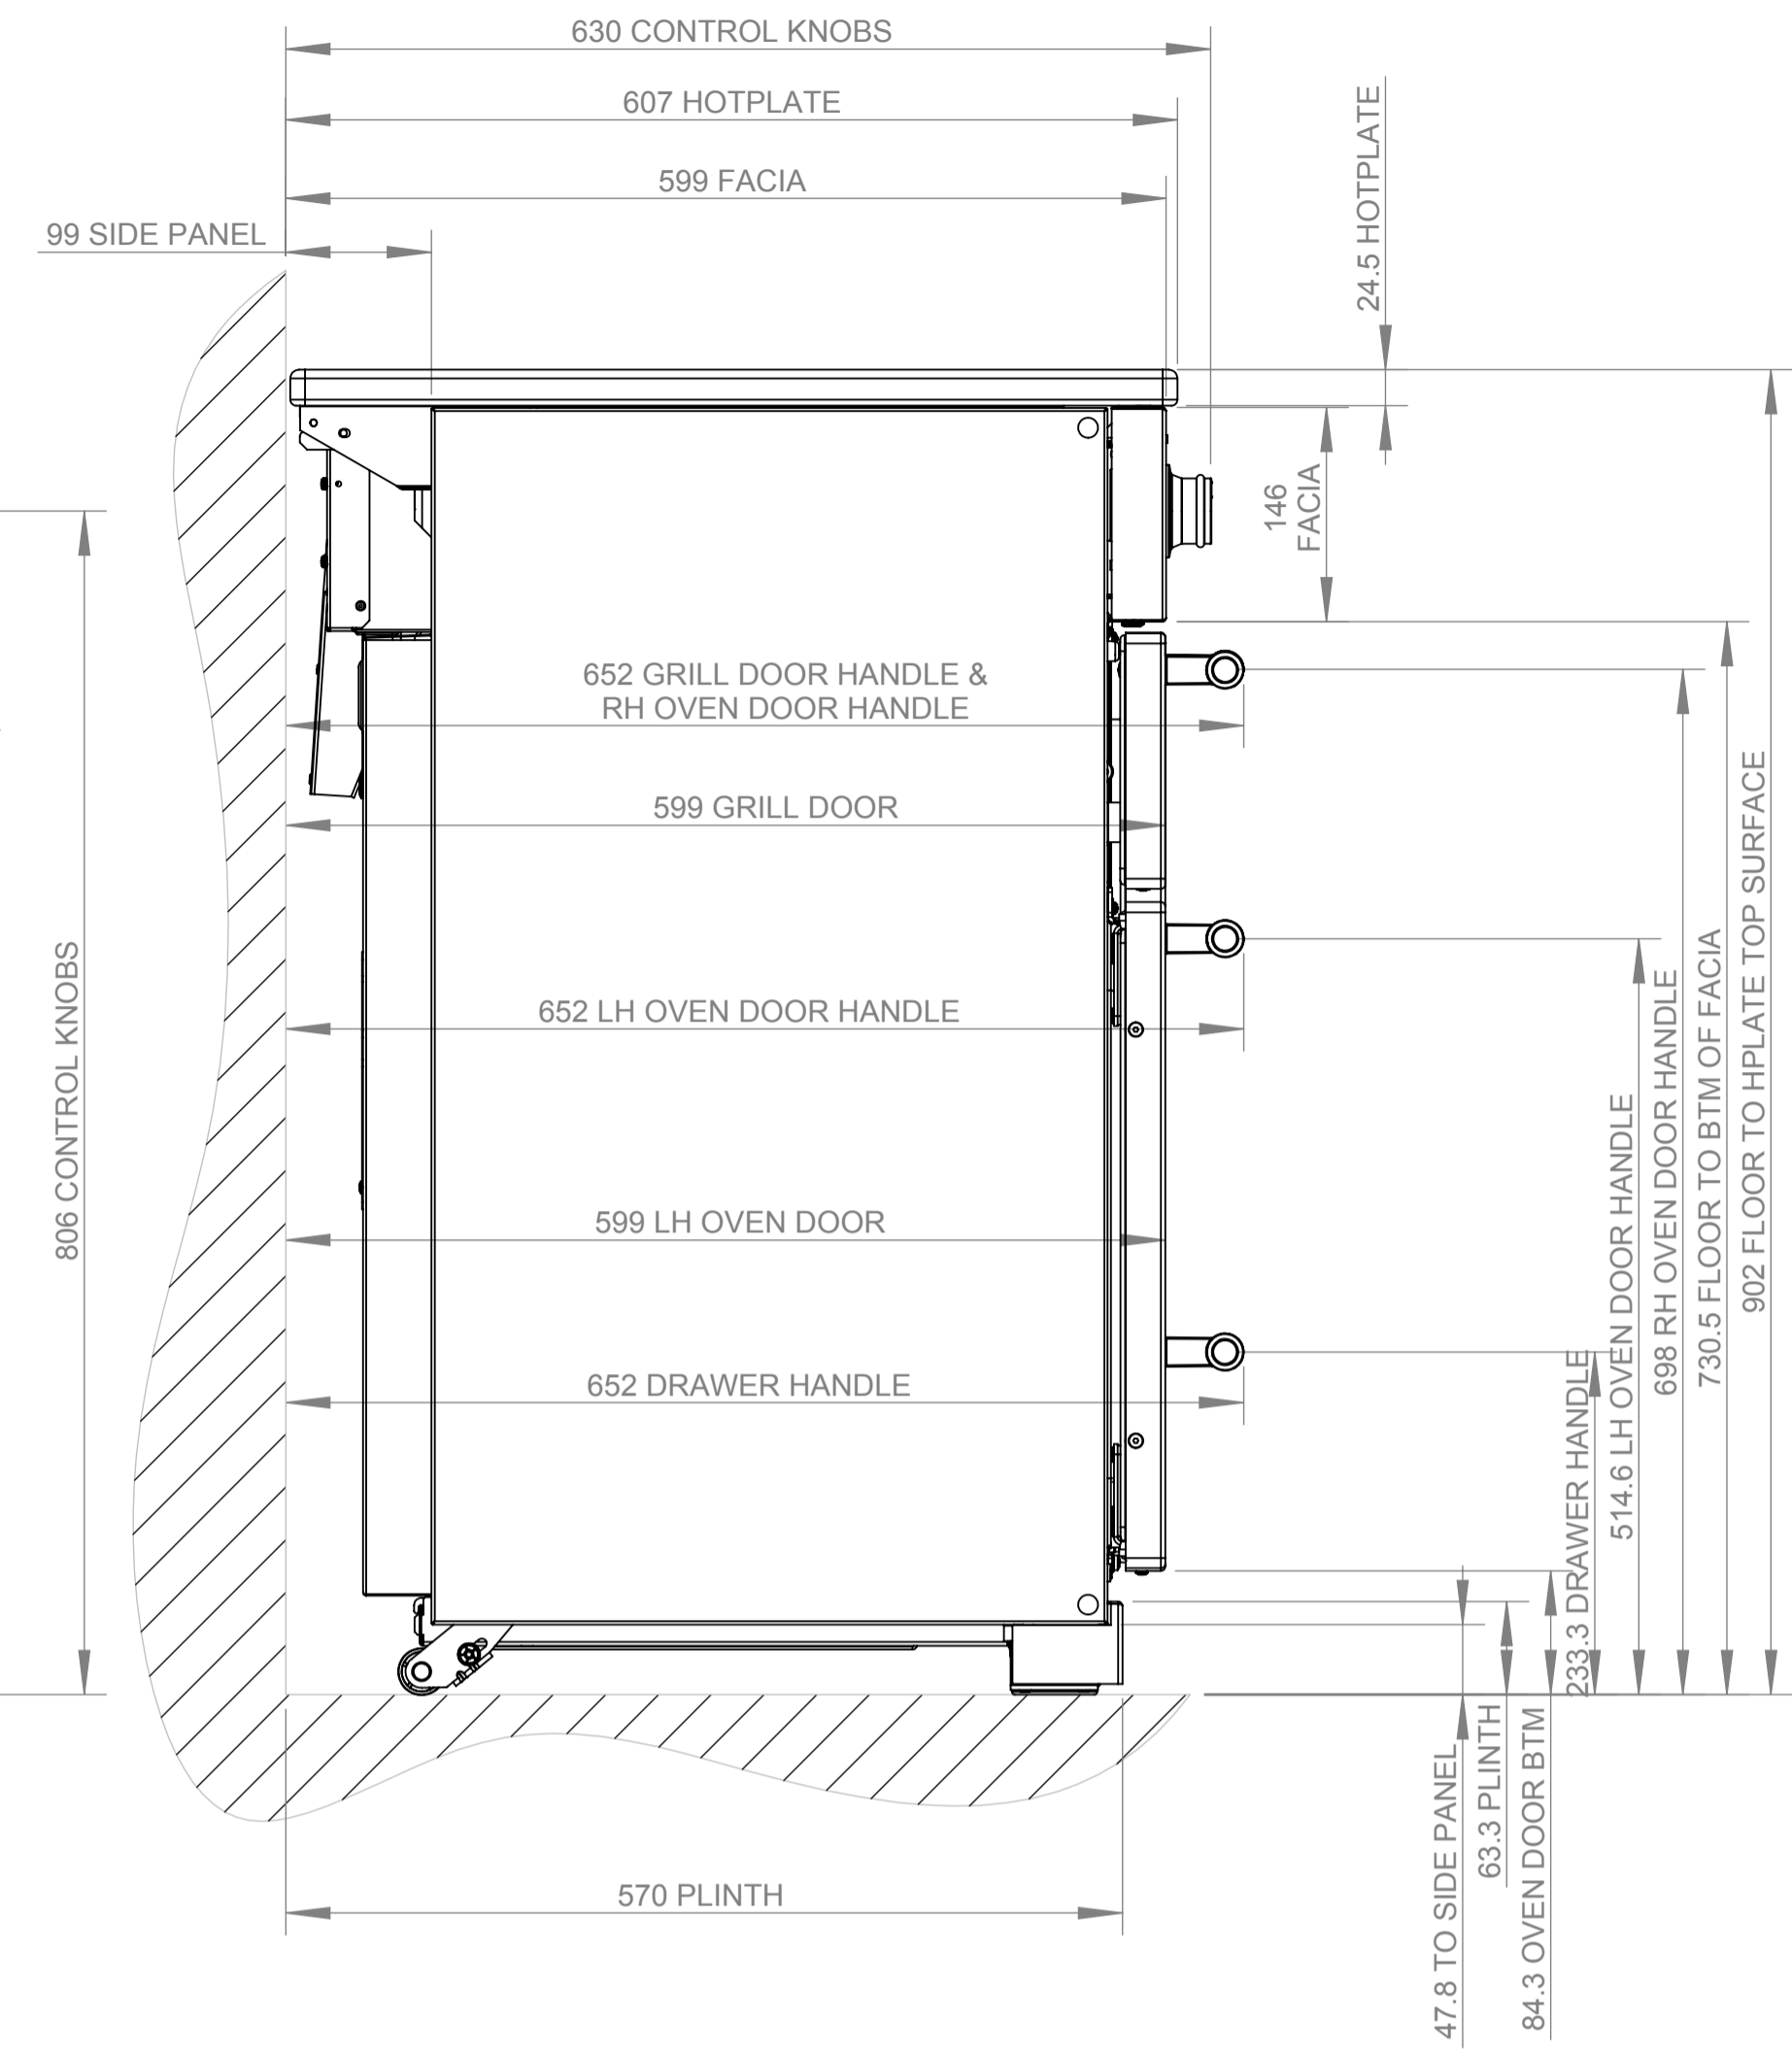 630 CONTROL KNOBS
607 HOTPLATE
599 FACIA
99 SIDE PANEL
24.5 HOTPLATE
146
FACIA
652 GRILL DOOR HANDLE &
RH OVEN DOOR HANDLE
599 GRILL DOOR
652 LH OVEN DOOR HANDLE
599 LH OVEN DOOR
652 DRAWER HANDLE
570 PLINTH
806 CONTROL KNOBS
47.8 TO SIDE PANEL
63.3 PLINTH
84.3 OVEN DOOR BTM
233.3 DRAWER HANDLE
514.6 LH OVEN DOOR HANDLE
698 RH OVEN DOOR HANDLE
730.5 FLOOR TO BTM OF FACIA
902 FLOOR TO HPLATE TOP SURFACE